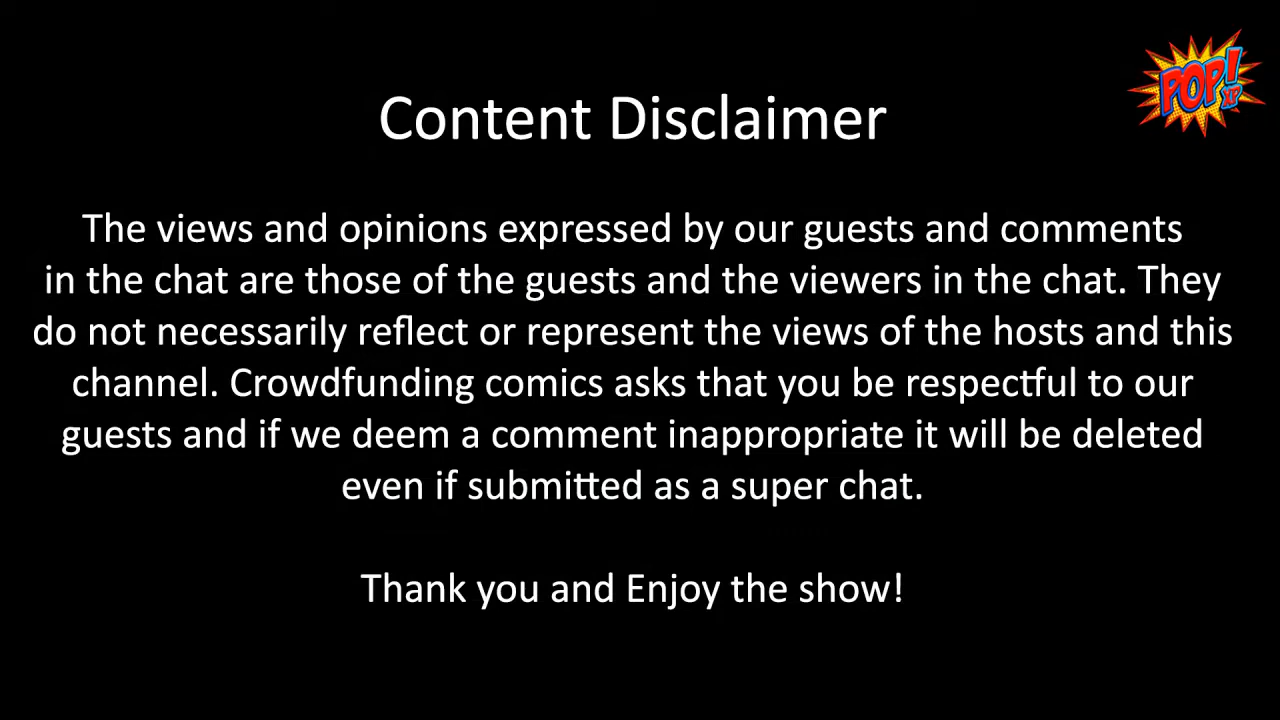 POP!
XP
Content Disclaimer
The views and opinions expressed by our guests and comments
in the chat are those of the guests and the viewers in the chat. They
do not necessarily reflect or represent the views of the hosts and this
channel. Crowdfunding comics asks that you be respectful to our
guests and if we deem a comment inappropriate it will be deleted
even if submitted as a super chat.
Thank you and Enjoy the show!